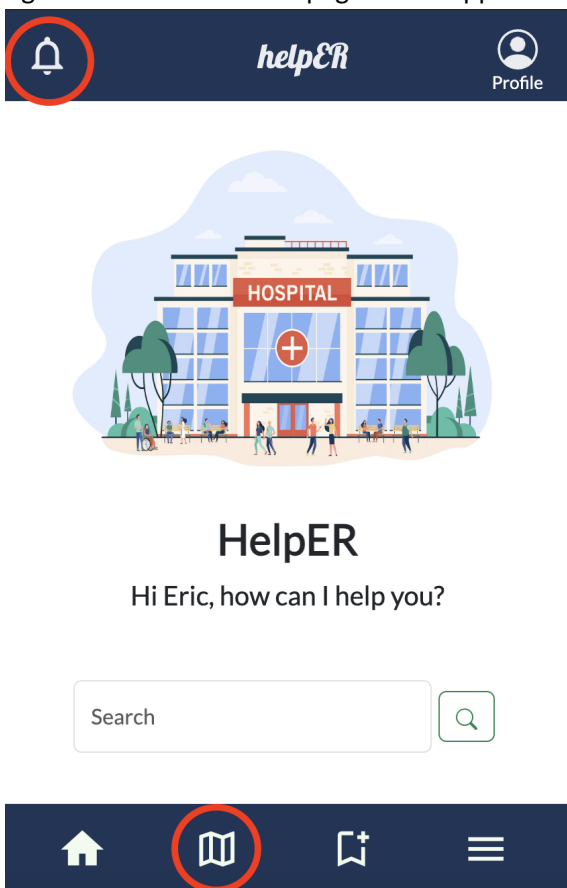 helpER
Profile
HOSPITAL
HelpER
Hi Eric, how can I help you?
Search